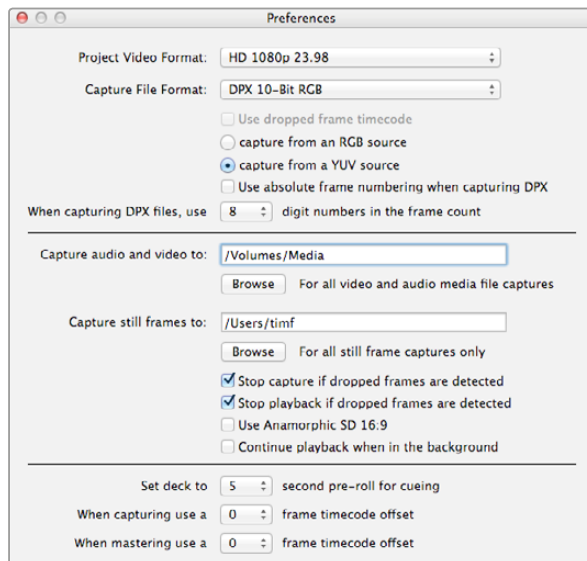 Preferences
Project Video Format: HD 1080p 23.98
Capture File Format: DPX 10-Bit RGB
Use dropped frame timecode
capture from an RGB source
capture from a YUV source
Use absolute frame numbering when capturing DPX
When capturing DPX files, use 8 digit numbers in the frame count
Capture audio and video to: /Volumes/Media
Browse For all video and audio media file captures
Capture still frames to: /Users/timf
Browse For all still frame captures only
Stop capture if dropped frames are detected
Stop playback if dropped frames are detected
Use Anamorphic SD 16:9
Continue playback when in the background
Set deck to 5 second pre-roll for cueing
When capturing use a 0 frame timecode offset
When mastering use a 0 frame timecode offset